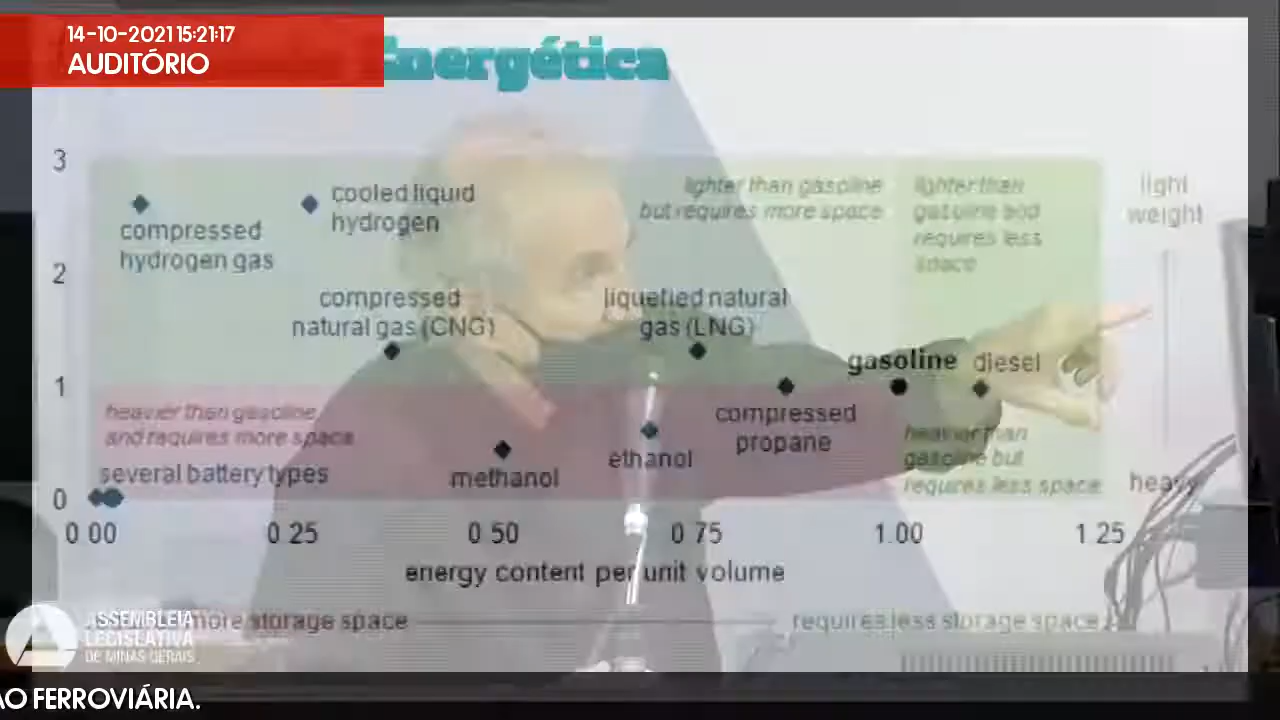 14-10-2021 15:21:17
AUDITÓRIO
Energética
3
cooled liquid
hydrogen
compressed
hydrogen gas
lighter than gasoline
but requires more space
lighter than
gasoline and
requires less
space
light
weight
2
compressed
natural gas (CNG)
liquefied natural
gas (LNG)
gasoline
diesel
1
heavier than gasoline
and requires more space
compressed
propane
heavier than
gasoline but
requires less space
several battery types
methanol
ethanol
heavy
0
0 00
0 25
0 50
0 75
1.00
1 25
energy content per unit volume
more storage space
requires less storage space
ASSEMBLEIA
LEGISLATIVA
DE MINAS GERAIS
ÃO FERROVIÁRIA.